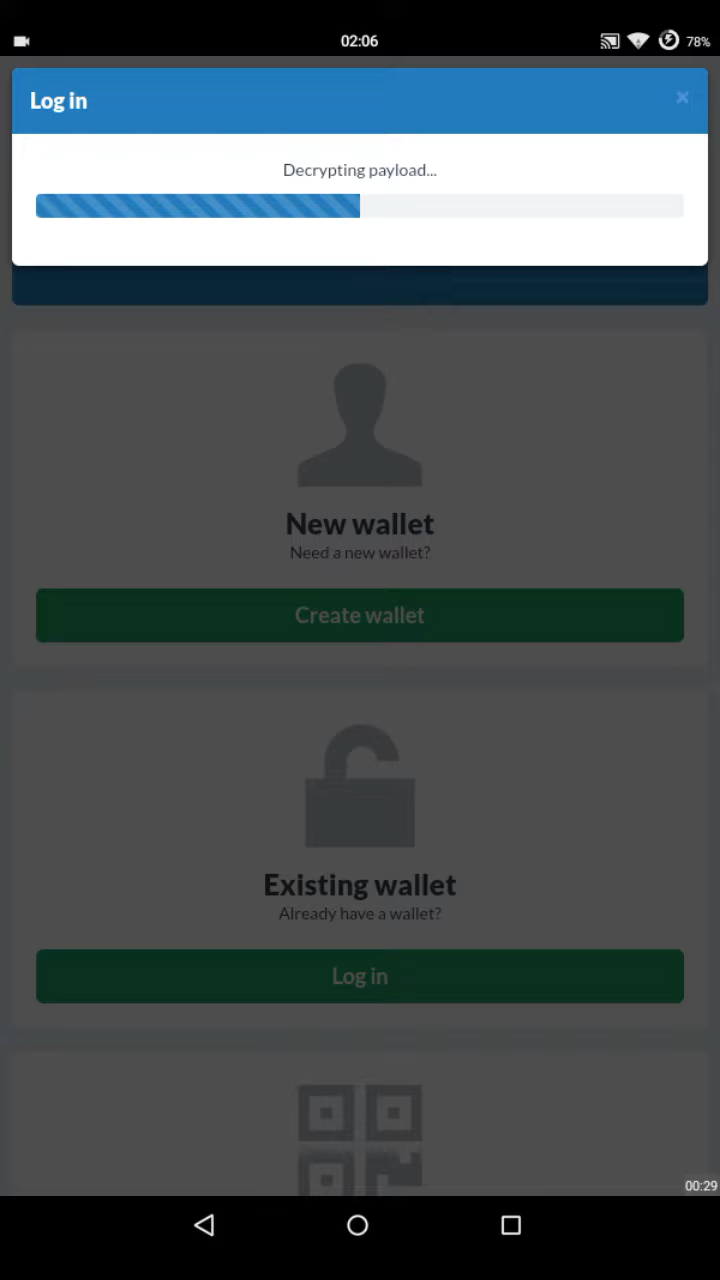 02:06
78%
Log in
×
Decrypting payload...
New wallet
Need a new wallet?
Create wallet
Existing wallet
Already have a wallet?
Log in
00:29